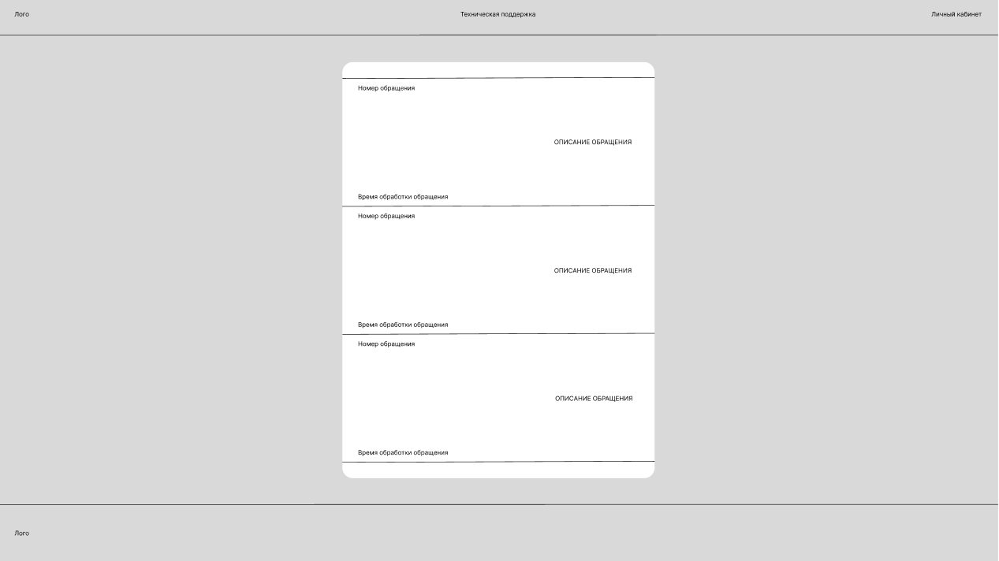 Лого
Техническая поддержка
Личный кабинет
Номер обращения
ОПИСАНИЕ ОБРАЩЕНИЯ
Время обработки обращения
Номер обращения
ОПИСАНИЕ ОБРАЩЕНИЯ
Время обработки обращения
Номер обращения
ОПИСАНИЕ ОБРАЩЕНИЯ
Время обработки обращения
Лого